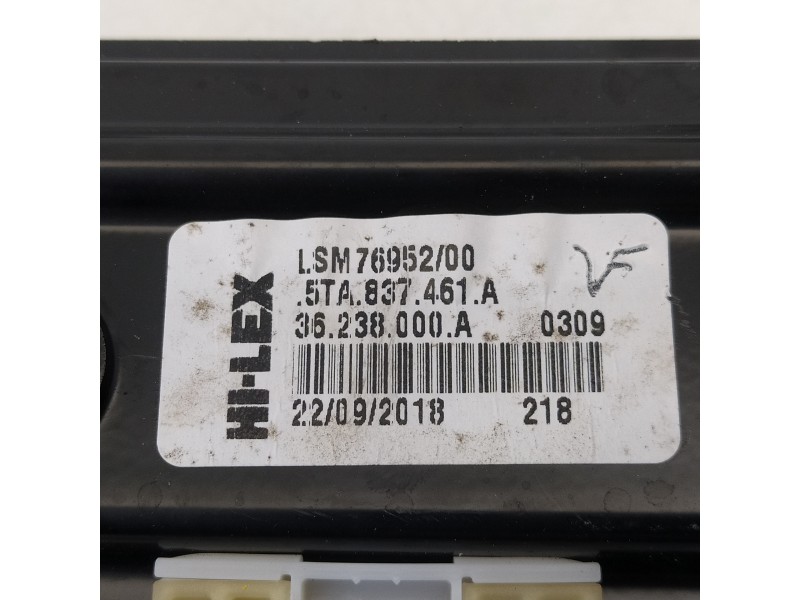 HI-LEX
LSM76952/00
.5TA.837.461.A
36.238.000.A 0309
22/09/2018 218